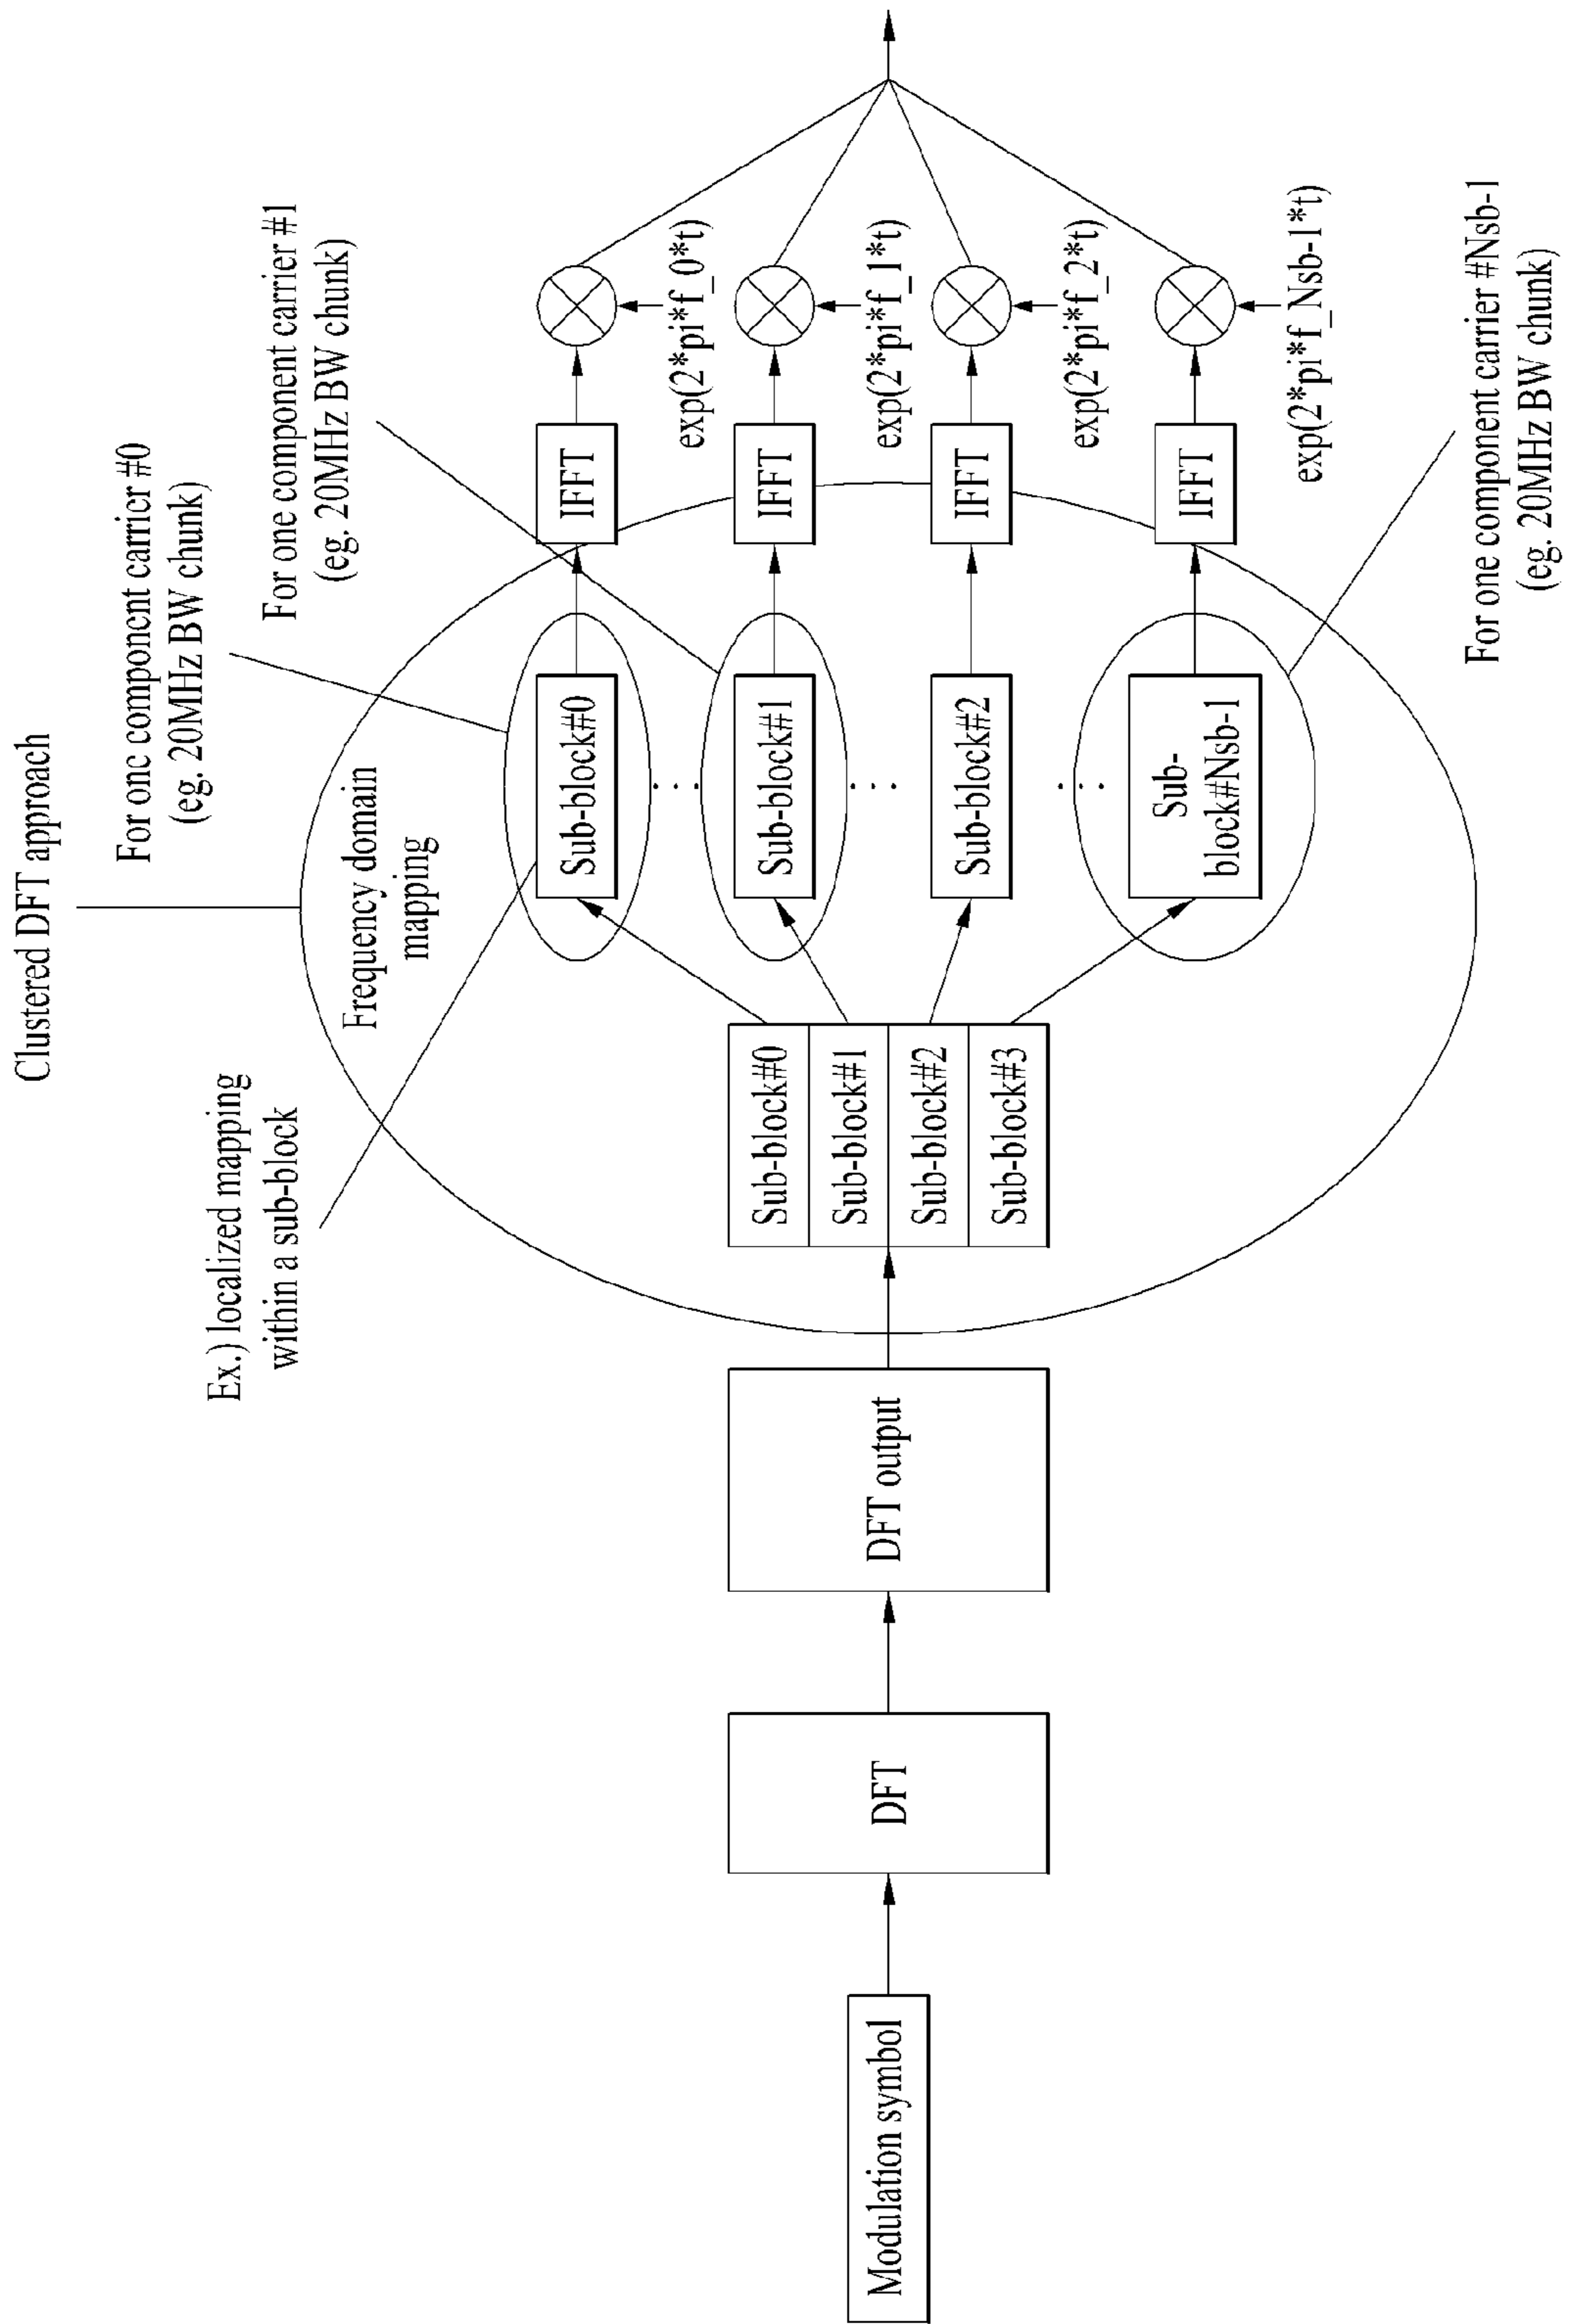 Clustered DFT approach
For onc component carrier #0
(eg. 20MHz BW chunk)
For one component carrier #1
(eg. 20MHz BW chunk)
Ex.) localized mapping
within a sub-block
Frequency domain
mapping
Modulation symbol
DFT
DFT output
Sub-block#0
Sub-block#1
Sub-block#2
Sub-block#3
Sub-block#0
IFFT
exp(2*pi*f_0*t)
...
Sub-block#1
IFFT
exp(2*pi*f_1*t)
...
Sub-block#2
IFFT
exp(2*pi*f_2*t)
...
Sub-
block#Nsb-1
IFFT
exp(2*pi*f_Nsb-1*t)
For one component carrier #Nsb-1
(eg. 20MHz BW chunk)